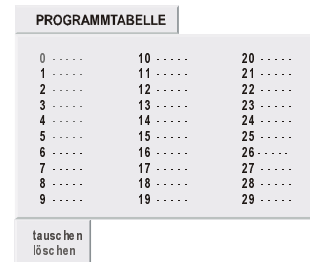 PROGRAMMTABELLE
0 - - - - - 10 - - - - - 20 - - - - -
1 - - - - - 11 - - - - - 21 - - - - -
2 - - - - - 12 - - - - - 22 - - - - -
3 - - - - - 13 - - - - - 23 - - - - -
4 - - - - - 14 - - - - - 24 - - - - -
5 - - - - - 15 - - - - - 25 - - - - -
6 - - - - - 16 - - - - - 26 - - - - -
7 - - - - - 17 - - - - - 27 - - - - -
8 - - - - - 18 - - - - - 28 - - - - -
9 - - - - - 19 - - - - - 29 - - - - -
tauschen
löschen